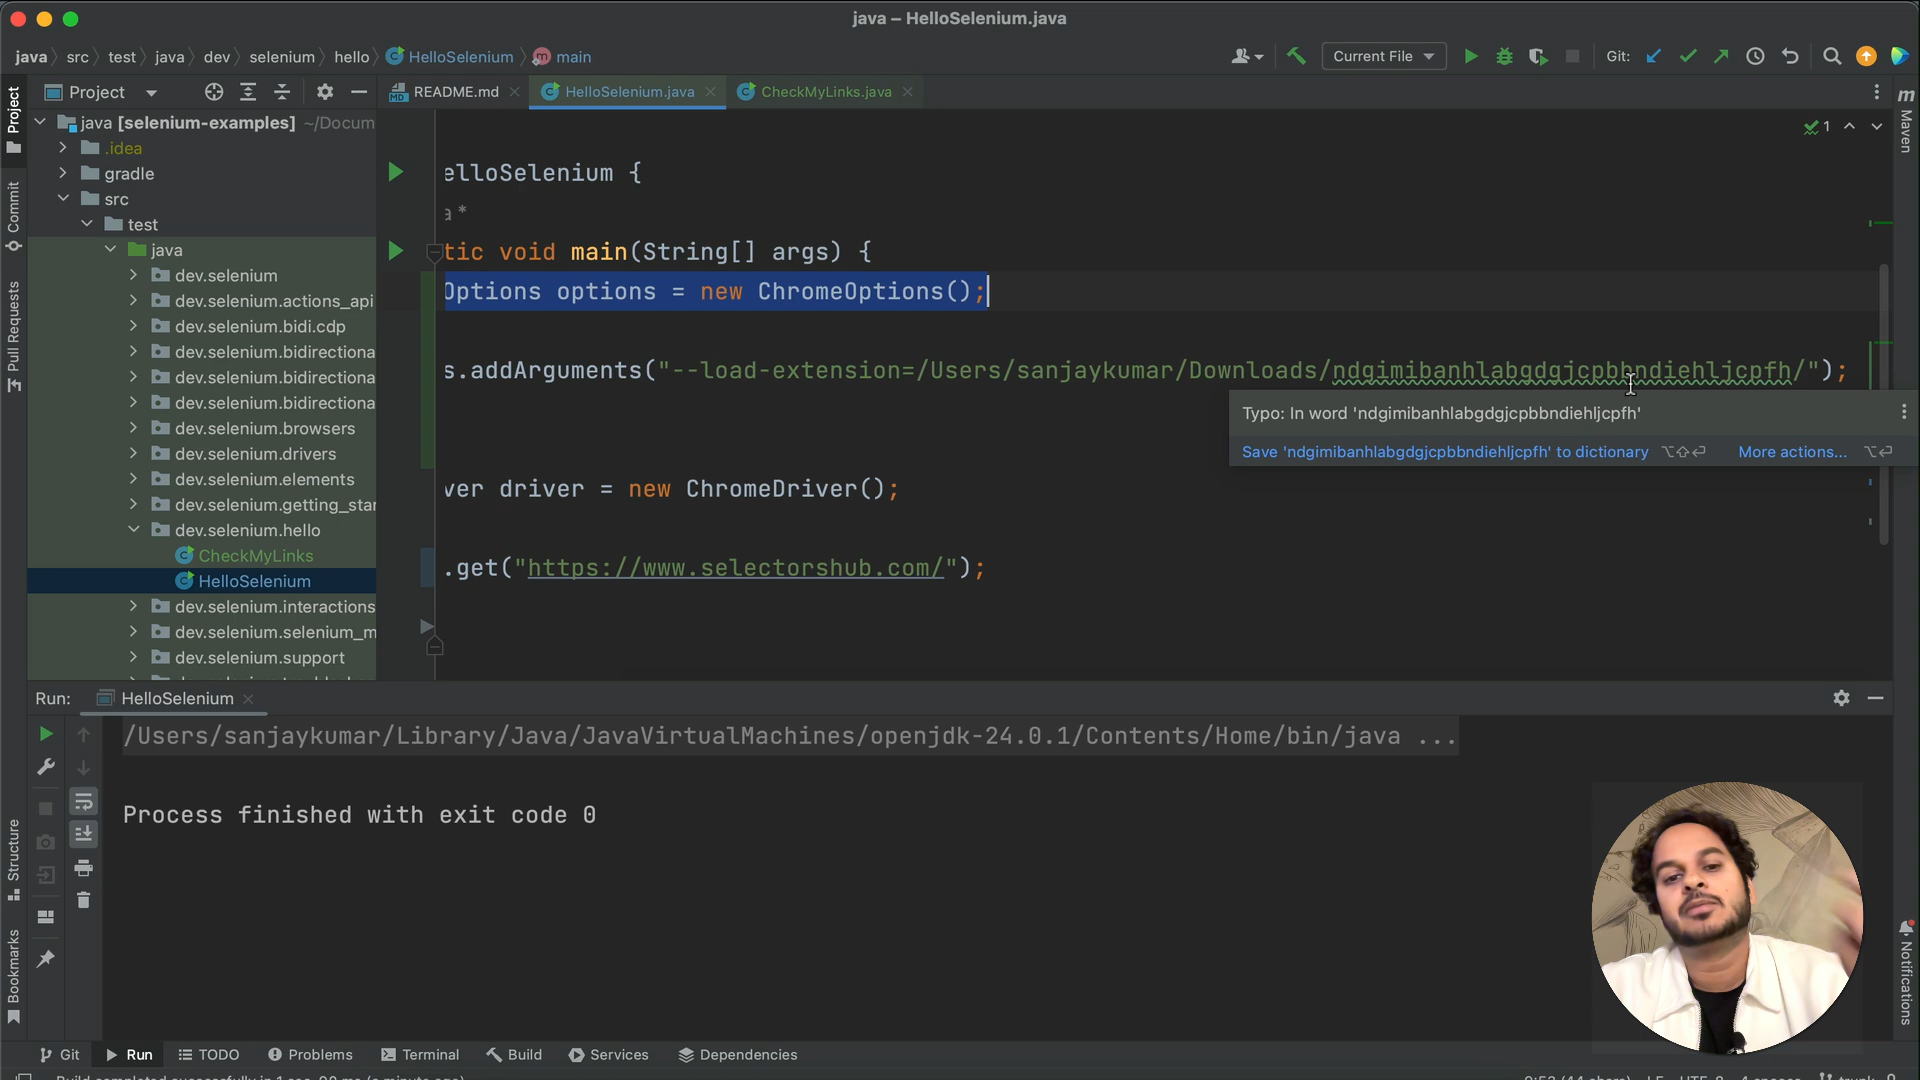 java – HelloSelenium.java
java src test java dev selenium hello HelloSelenium main
Current File
Git:
Project
README.md
HelloSelenium.java
CheckMyLinks.java
Project
Commit
Pull Requests
Structure
Bookmarks
java [selenium-examples] ~/Docum
.idea
gradle
src
test
java
dev.selenium
dev.selenium.actions_api
dev.selenium.bidi.cdp
dev.selenium.bidirectiona
dev.selenium.bidirectiona
dev.selenium.bidirectiona
dev.selenium.browsers
dev.selenium.drivers
dev.selenium.elements
dev.selenium.getting_star
dev.selenium.hello
CheckMyLinks
HelloSelenium
dev.selenium.interactions
dev.selenium.selenium_m
dev.selenium.support
1
elloSelenium {
a *
tic void main(String[] args) {
Options options = new ChromeOptions();
s.addArguments("--load-extension=/Users/sanjaykumar/Downloads/ndgimibanhlabgdgjcpbbndiehljcpfh/");
Typo: In word 'ndgimibanhlabgdgjcpbbndiehljcpfh'
Save 'ndgimibanhlabgdgjcpbbndiehljcpfh' to dictionary ⌥⇧⏎ More actions... ⌥⏎
ver driver = new ChromeDriver();
.get("https://www.selectorshub.com/");
m Maven
Notifications
Run: HelloSelenium
/Users/sanjaykumar/Library/Java/JavaVirtualMachines/openjdk-24.0.1/Contents/Home/bin/java ...
Process finished with exit code 0
Git Run TODO Problems Terminal Build Services Dependencies